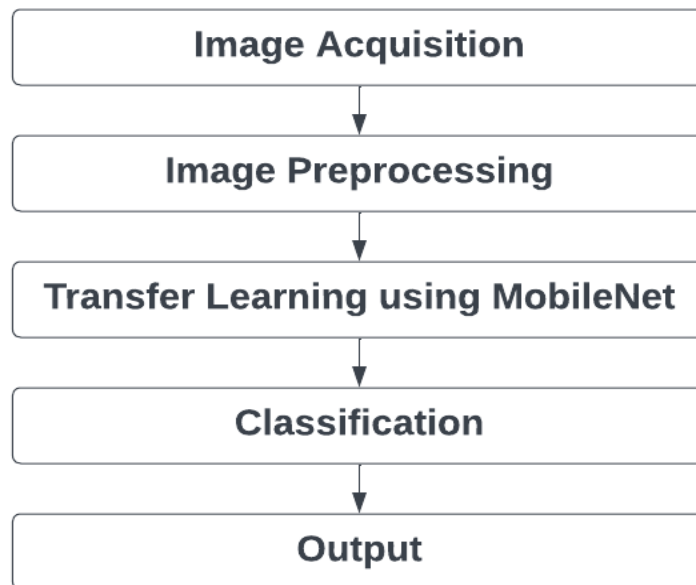 Image Acquisition
Image Preprocessing
Transfer Learning using MobileNet
Classification
Output